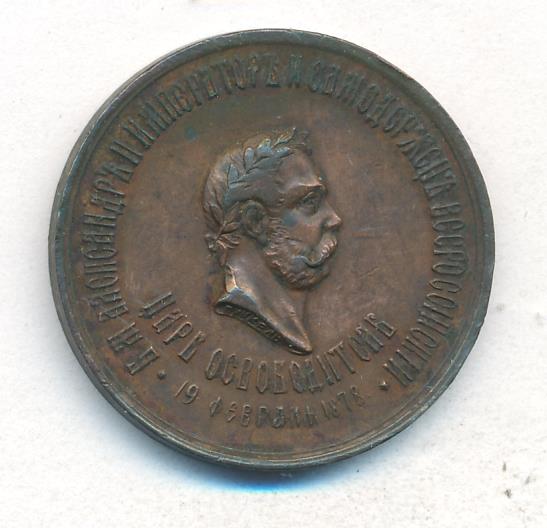 Б. М. АЛЕКСАНДРЪ II ИМПЕРАТОРЪ И САМОДЕРЖЕЦЪ ВСЕРОССІЙСКІЙ
ЦАРЬ ОСВОБОДИТЕЛЬ
19 ФЕВРАЛЯ 1878